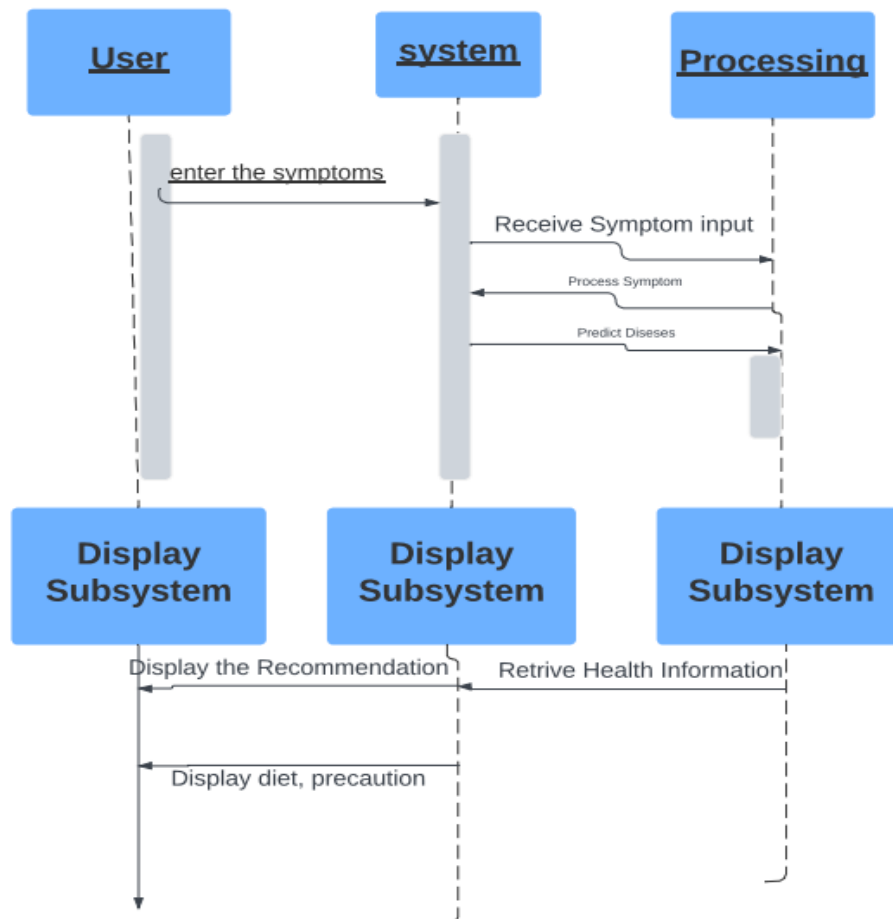 User
system
Processing
enter the symptoms
Receive Symptom input
Process Symptom
Predict Diseses
Display
Subsystem
Display
Subsystem
Display
Subsystem
Display the Recommendation
Retrive Health Information
Display diet, precaution